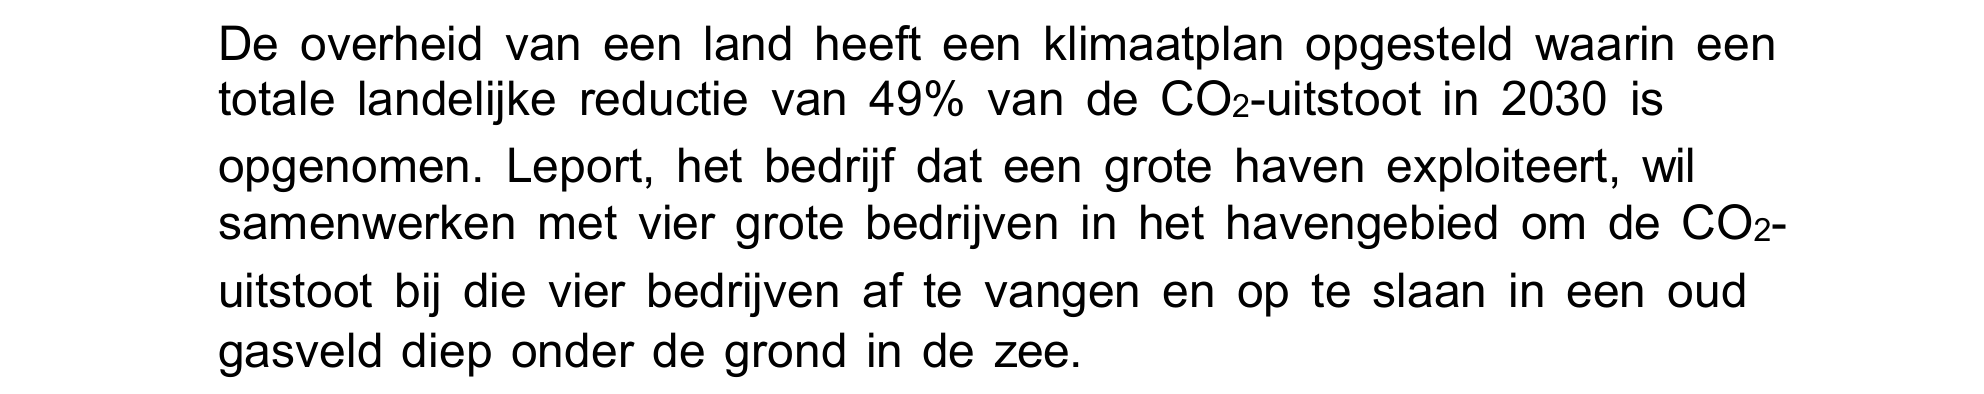 De overheid van een land heeft een klimaatplan opgesteld waarin een
totale landelijke reductie van 49% van de CO2-uitstoot in 2030 is
opgenomen. Leport, het bedrijf dat een grote haven exploiteert, wil
samenwerken met vier grote bedrijven in het havengebied om de CO2-
uitstoot bij die vier bedrijven af te vangen en op te slaan in een oud
gasveld diep onder de grond in de zee.